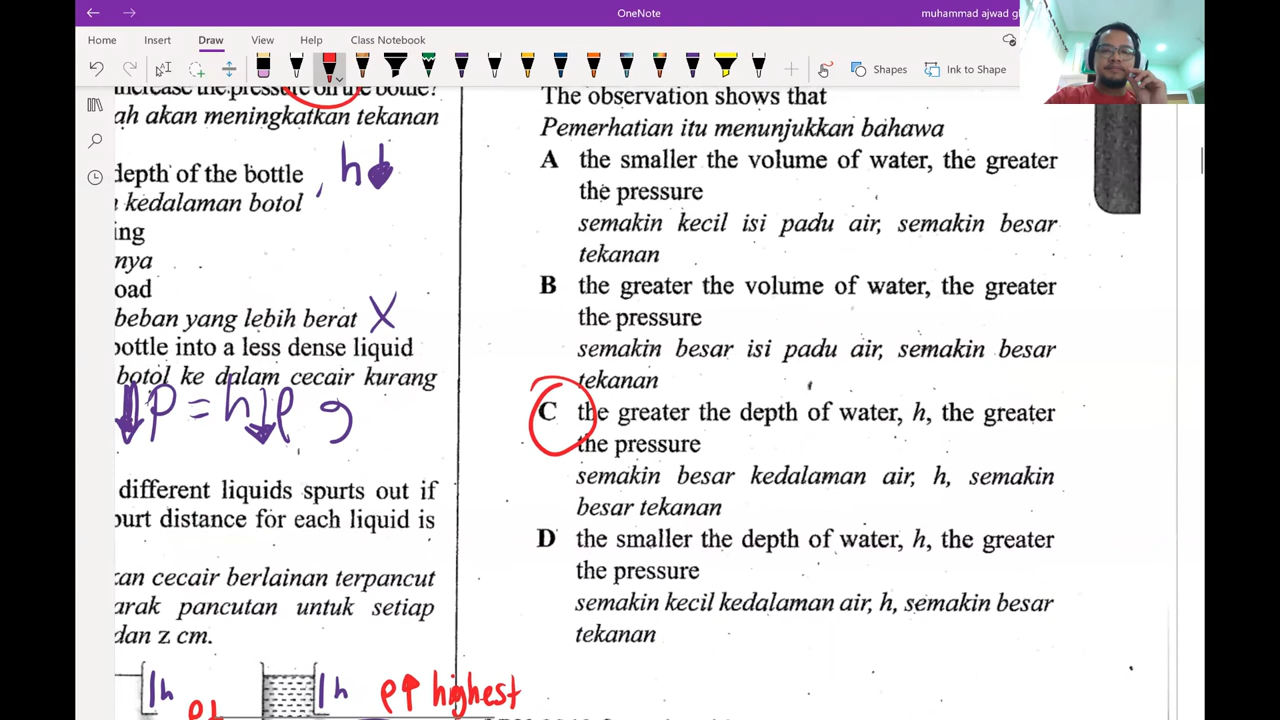 OneNote
muhammad ajwad gh
Home Insert Draw View Help Class Notebook
Shapes Ink to Shape
increase the pressure on the bottle?
ah akan meningkatkan tekanan
depth of the bottle , h↓
kedalaman botol
ing
nya
oad
beban yang lebih berat X
bottle into a less dense liquid
botol ke dalam cecair kurang
↓P = h↓ρ g
different liquids spurts out if
purt distance for each liquid is
kan cecair berlainan terpancut
arak pancutan untuk setiap
dan z cm.
h h ρ↑ highest
The observation shows that
Pemerhatian itu menunjukkan bahawa
A the smaller the volume of water, the greater
the pressure
semakin kecil isi padu air, semakin besar
tekanan
B the greater the volume of water, the greater
the pressure
semakin besar isi padu air, semakin besar
tekanan
C the greater the depth of water, h, the greater
the pressure
semakin besar kedalaman air, h, semakin
besar tekanan
D the smaller the depth of water, h, the greater
the pressure
semakin kecil kedalaman air, h, semakin besar
tekanan